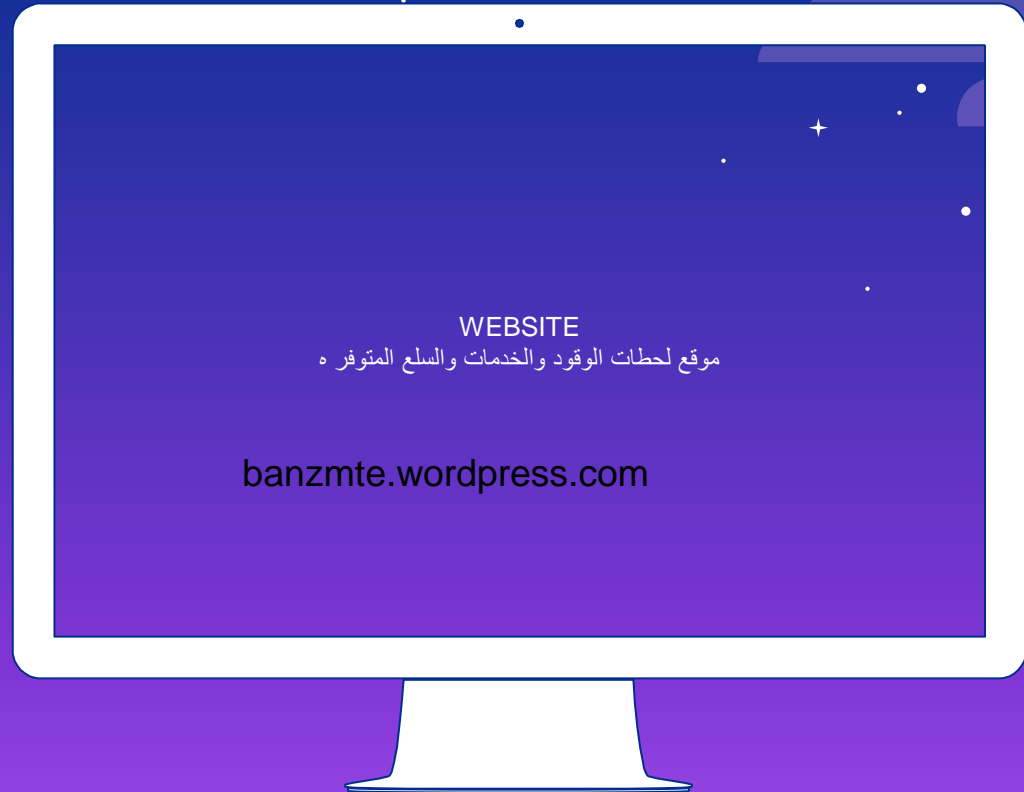 WEBSITE
موقع لحطات الوقود والخدمات والسلع المتوفر ه
banzmte.wordpress.com